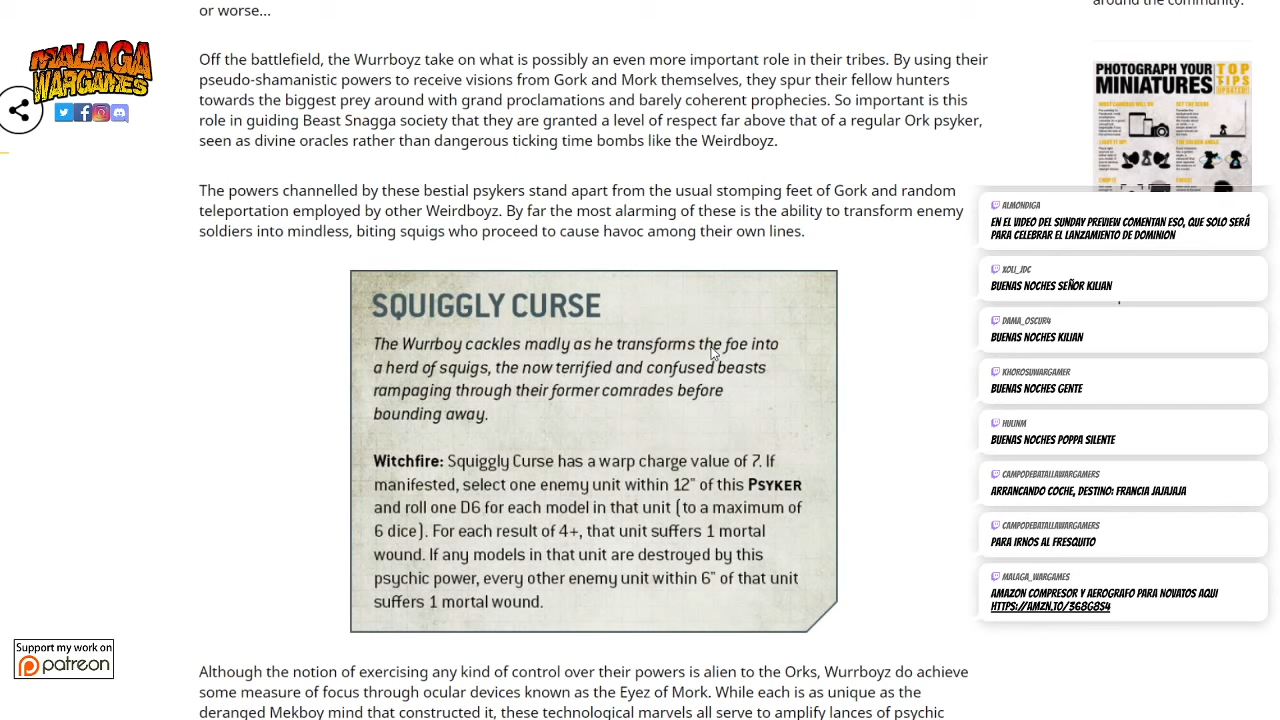 or worse...
around the community.
MALAGA
WARGAMES
Off the battlefield, the Wurrboyz take on what is possibly an even more important role in their tribes. By using their
pseudo-shamanistic powers to receive visions from Gork and Mork themselves, they spur their fellow hunters
towards the biggest prey around with grand proclamations and barely coherent prophecies. So important is this
role in guiding Beast Snagga society that they are granted a level of respect far above that of a regular Ork psyker,
seen as divine oracles rather than dangerous ticking time bombs like the Weirdboyz.
PHOTOGRAPH YOUR
MINIATURES
TOP
TIPS
UPDATED!
The powers channelled by these bestial psykers stand apart from the usual stomping feet of Gork and random
teleportation employed by other Weirdboyz. By far the most alarming of these is the ability to transform enemy
soldiers into mindless, biting squigs who proceed to cause havoc among their own lines.
SQUIGGLY CURSE
The Wurrboy cackles madly as he transforms the foe into
a herd of squigs, the now terrified and confused beasts
rampaging through their former comrades before
bounding away.
Witchfire: Squiggly Curse has a warp charge value of 7. If
manifested, select one enemy unit within 12" of this PSYKER
and roll one D6 for each model in that unit (to a maximum of
6 dice). For each result of 4+, that unit suffers 1 mortal
wound. If any models in that unit are destroyed by this
psychic power, every other enemy unit within 6" of that unit
suffers 1 mortal wound.
ALMONDIGA
EN EL VIDEO DEL SUNDAY PREVIEW COMENTAN ESO, QUE SOLO SERÁ
PARA CELEBRAR EL LANZAMIENTO DE DOMINION
XOLI_JDC
BUENAS NOCHES SEÑOR KILIAN
DAMA_OSCUR4
BUENAS NOCHES KILIAN
KHOROSUWARGAMER
BUENAS NOCHES GENTE
HULINM
BUENAS NOCHES POPPA SILENTE
CAMPODEBATALLAWARGAMERS
ARRANCANDO COCHE, DESTINO: FRANCIA JAJAJAJA
CAMPODEBATALLAWARGAMERS
PARA IRNOS AL FRESQUITO
MALAGA_WARGAMES
AMAZON COMPRESOR Y AEROGRAFO PARA NOVATOS AQUI
HTTPS://AMZN.TO/368G8S4
Support my work on
patreon
Although the notion of exercising any kind of control over their powers is alien to the Orks, Wurrboyz do achieve
some measure of focus through ocular devices known as the Eyez of Mork. While each is as unique as the
deranged Mekboy mind that constructed it, these technological marvels all serve to amplify lances of psychic